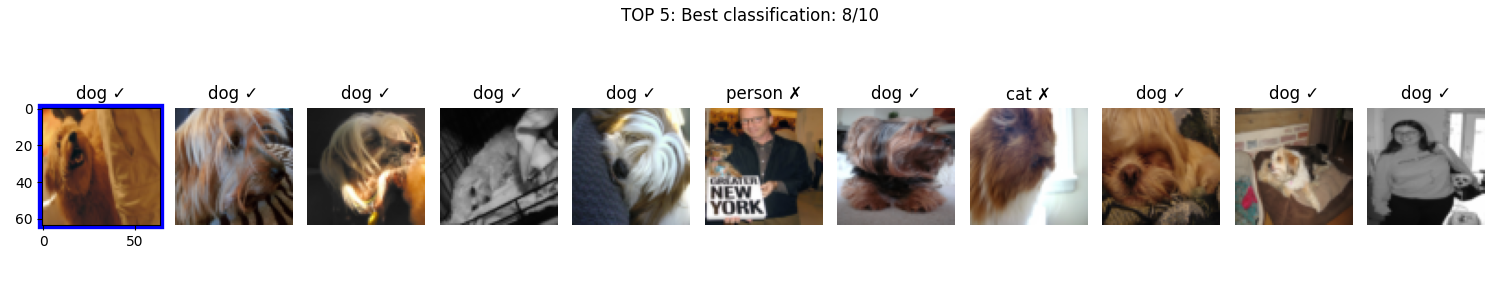 TOP 5: Best classification: 8/10
dog ✓ dog ✓ dog ✓ dog ✓ dog ✓ person ✗ dog ✓ cat ✗ dog ✓ dog ✓ dog ✓
0
20
40
60
0 50
GREATER
NEW
YORK